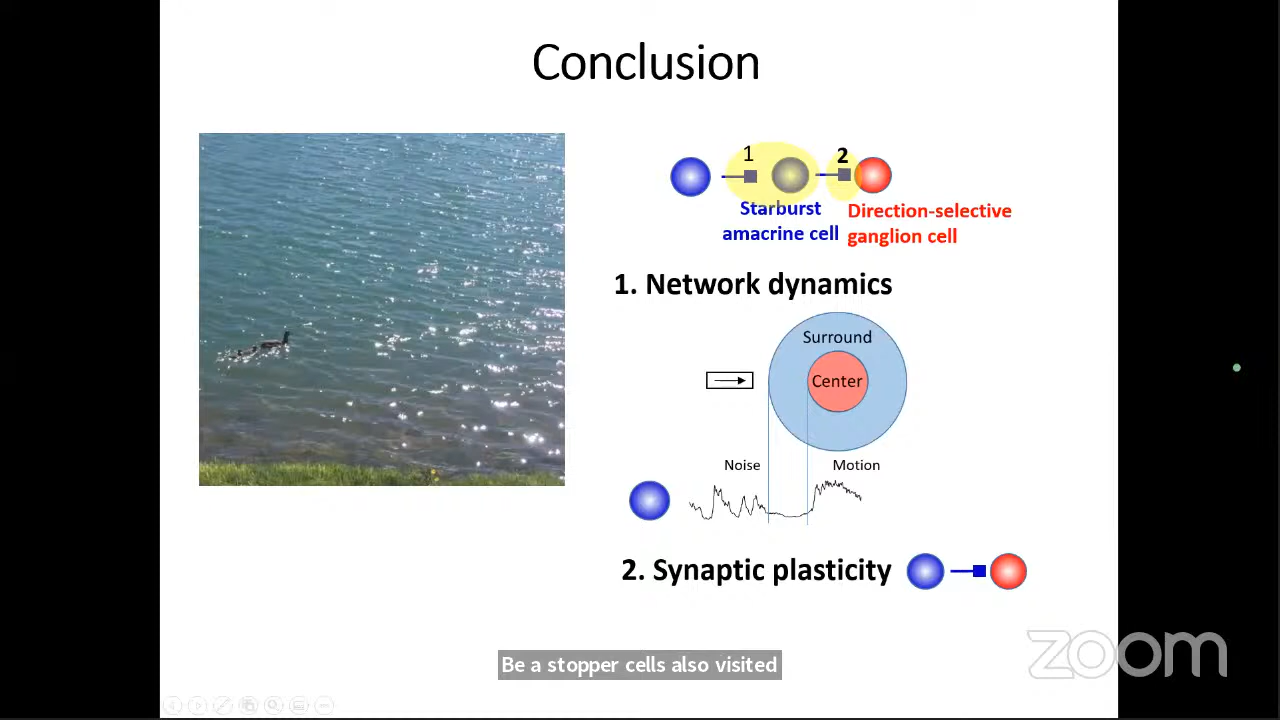 Conclusion
1
2
Starburst
amacrine cell
Direction-selective
ganglion cell
1. Network dynamics
Surround
Center
Noise
Motion
2. Synaptic plasticity
Be a stopper cells also visited
zoom